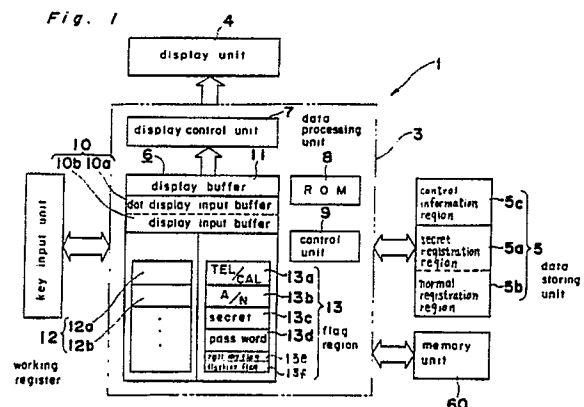 Fig. 1
4
display unit
1
7
display control unit
data processing unit
3
10
10b 10a
6
11
8
display buffer
ROM
dot display input buffer
display input buffer
9
control unit
key input unit
control information region
5c
secret registration region
5a
5
normal registration region
5b
data storing unit
TEL/CAL
13a
A/N
13b
13
secret
13c
flag region
pass word
13d
13e
flashing flag
13f
12
12a
12b
working register
memory unit
60